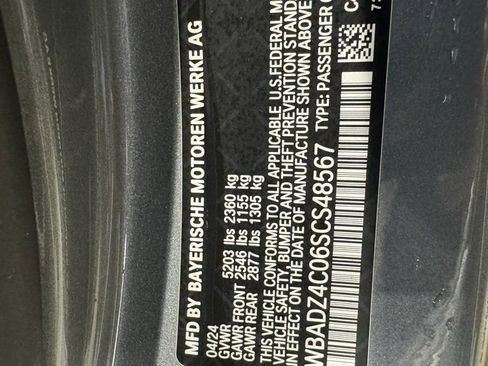 MFD BY BAYERISCHE MOTOREN WERKE AG
04/24
GVWR 5203 lbs 2360 kg
GAWR FRONT 2546 lbs 1155 kg
GAWR REAR 2877 lbs 1305 kg
THIS VEHICLE CONFORMS TO ALL APPLICABLE U.S.FEDERAL M
VEHICLE SAFETY, BUMPER AND THEFT PREVENTION STAN
IN EFFECT ON THE DATE OF MANUFACTURE SHOWN ABOVE
WBADZ4C06SCS48567 TYPE: PASSENGER C